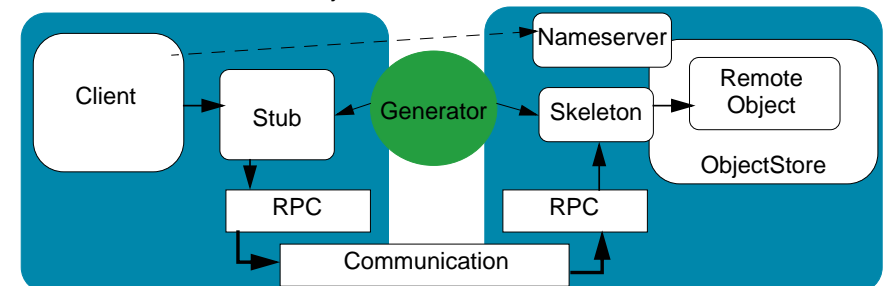 Nameserver
Client
Stub
Generator
Skeleton
Remote
Object
ObjectStore
RPC
RPC
Communication